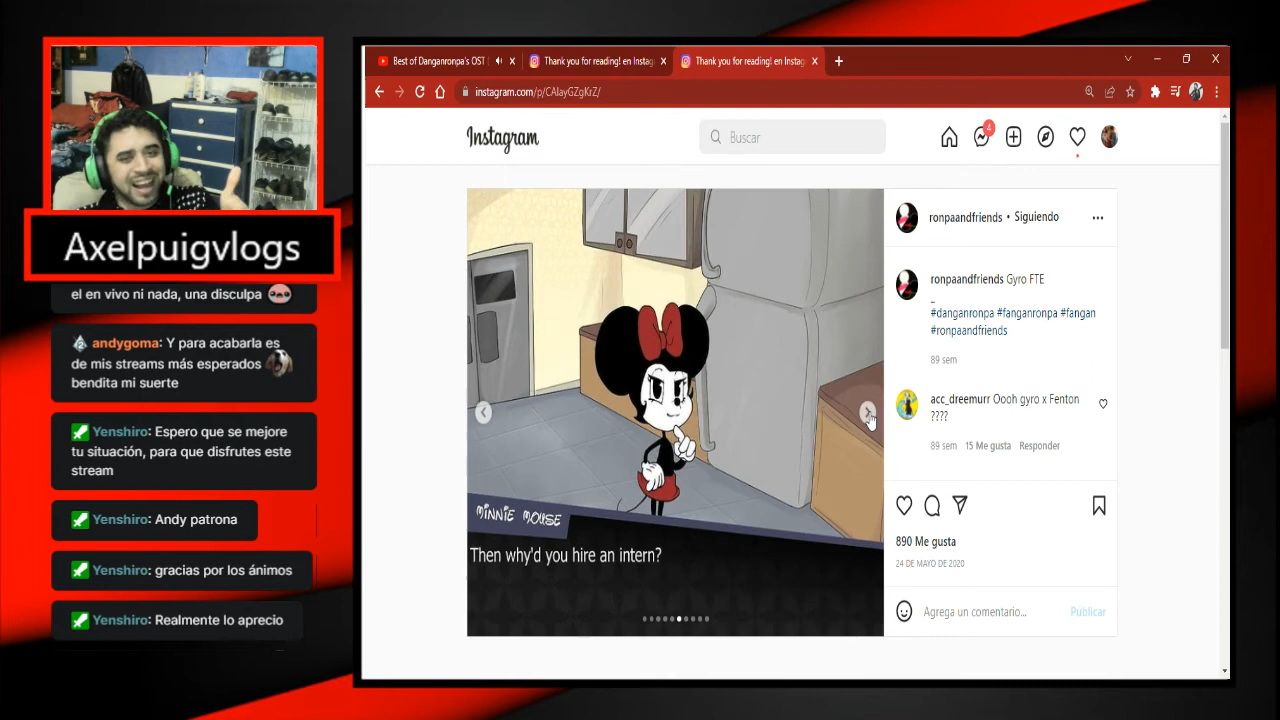 Axelpuigvlogs
el en vivo ni nada, una disculpa
andygoma: Y para acabarla es
de mis streams más esperados
bendita mi suerte
Yenshiro: Espero que se mejore
tu situación, para que disfrutes este
stream
Yenshiro: Andy patrona
Yenshiro: gracias por los ánimos
Yenshiro: Realmente lo aprecio
Best of Danganronpa's OST
Thank you for reading! en Instag
Thank you for reading! en Instag
instagram.com/p/CAIayGZgKrZ/
Instagram
Buscar
4
MINNIE MOUSE
Then why'd you hire an intern?
ronpaandfriends • Siguiendo
ronpaandfriends Gyro FTE
_
#danganronpa #fanganronpa #fangan
#ronpaandfriends
89 sem
acc_dreemurr Oooh gyro x Fenton
????
89 sem 15 Me gusta Responder
890 Me gusta
24 DE MAYO DE 2020
Agrega un comentario... Publicar